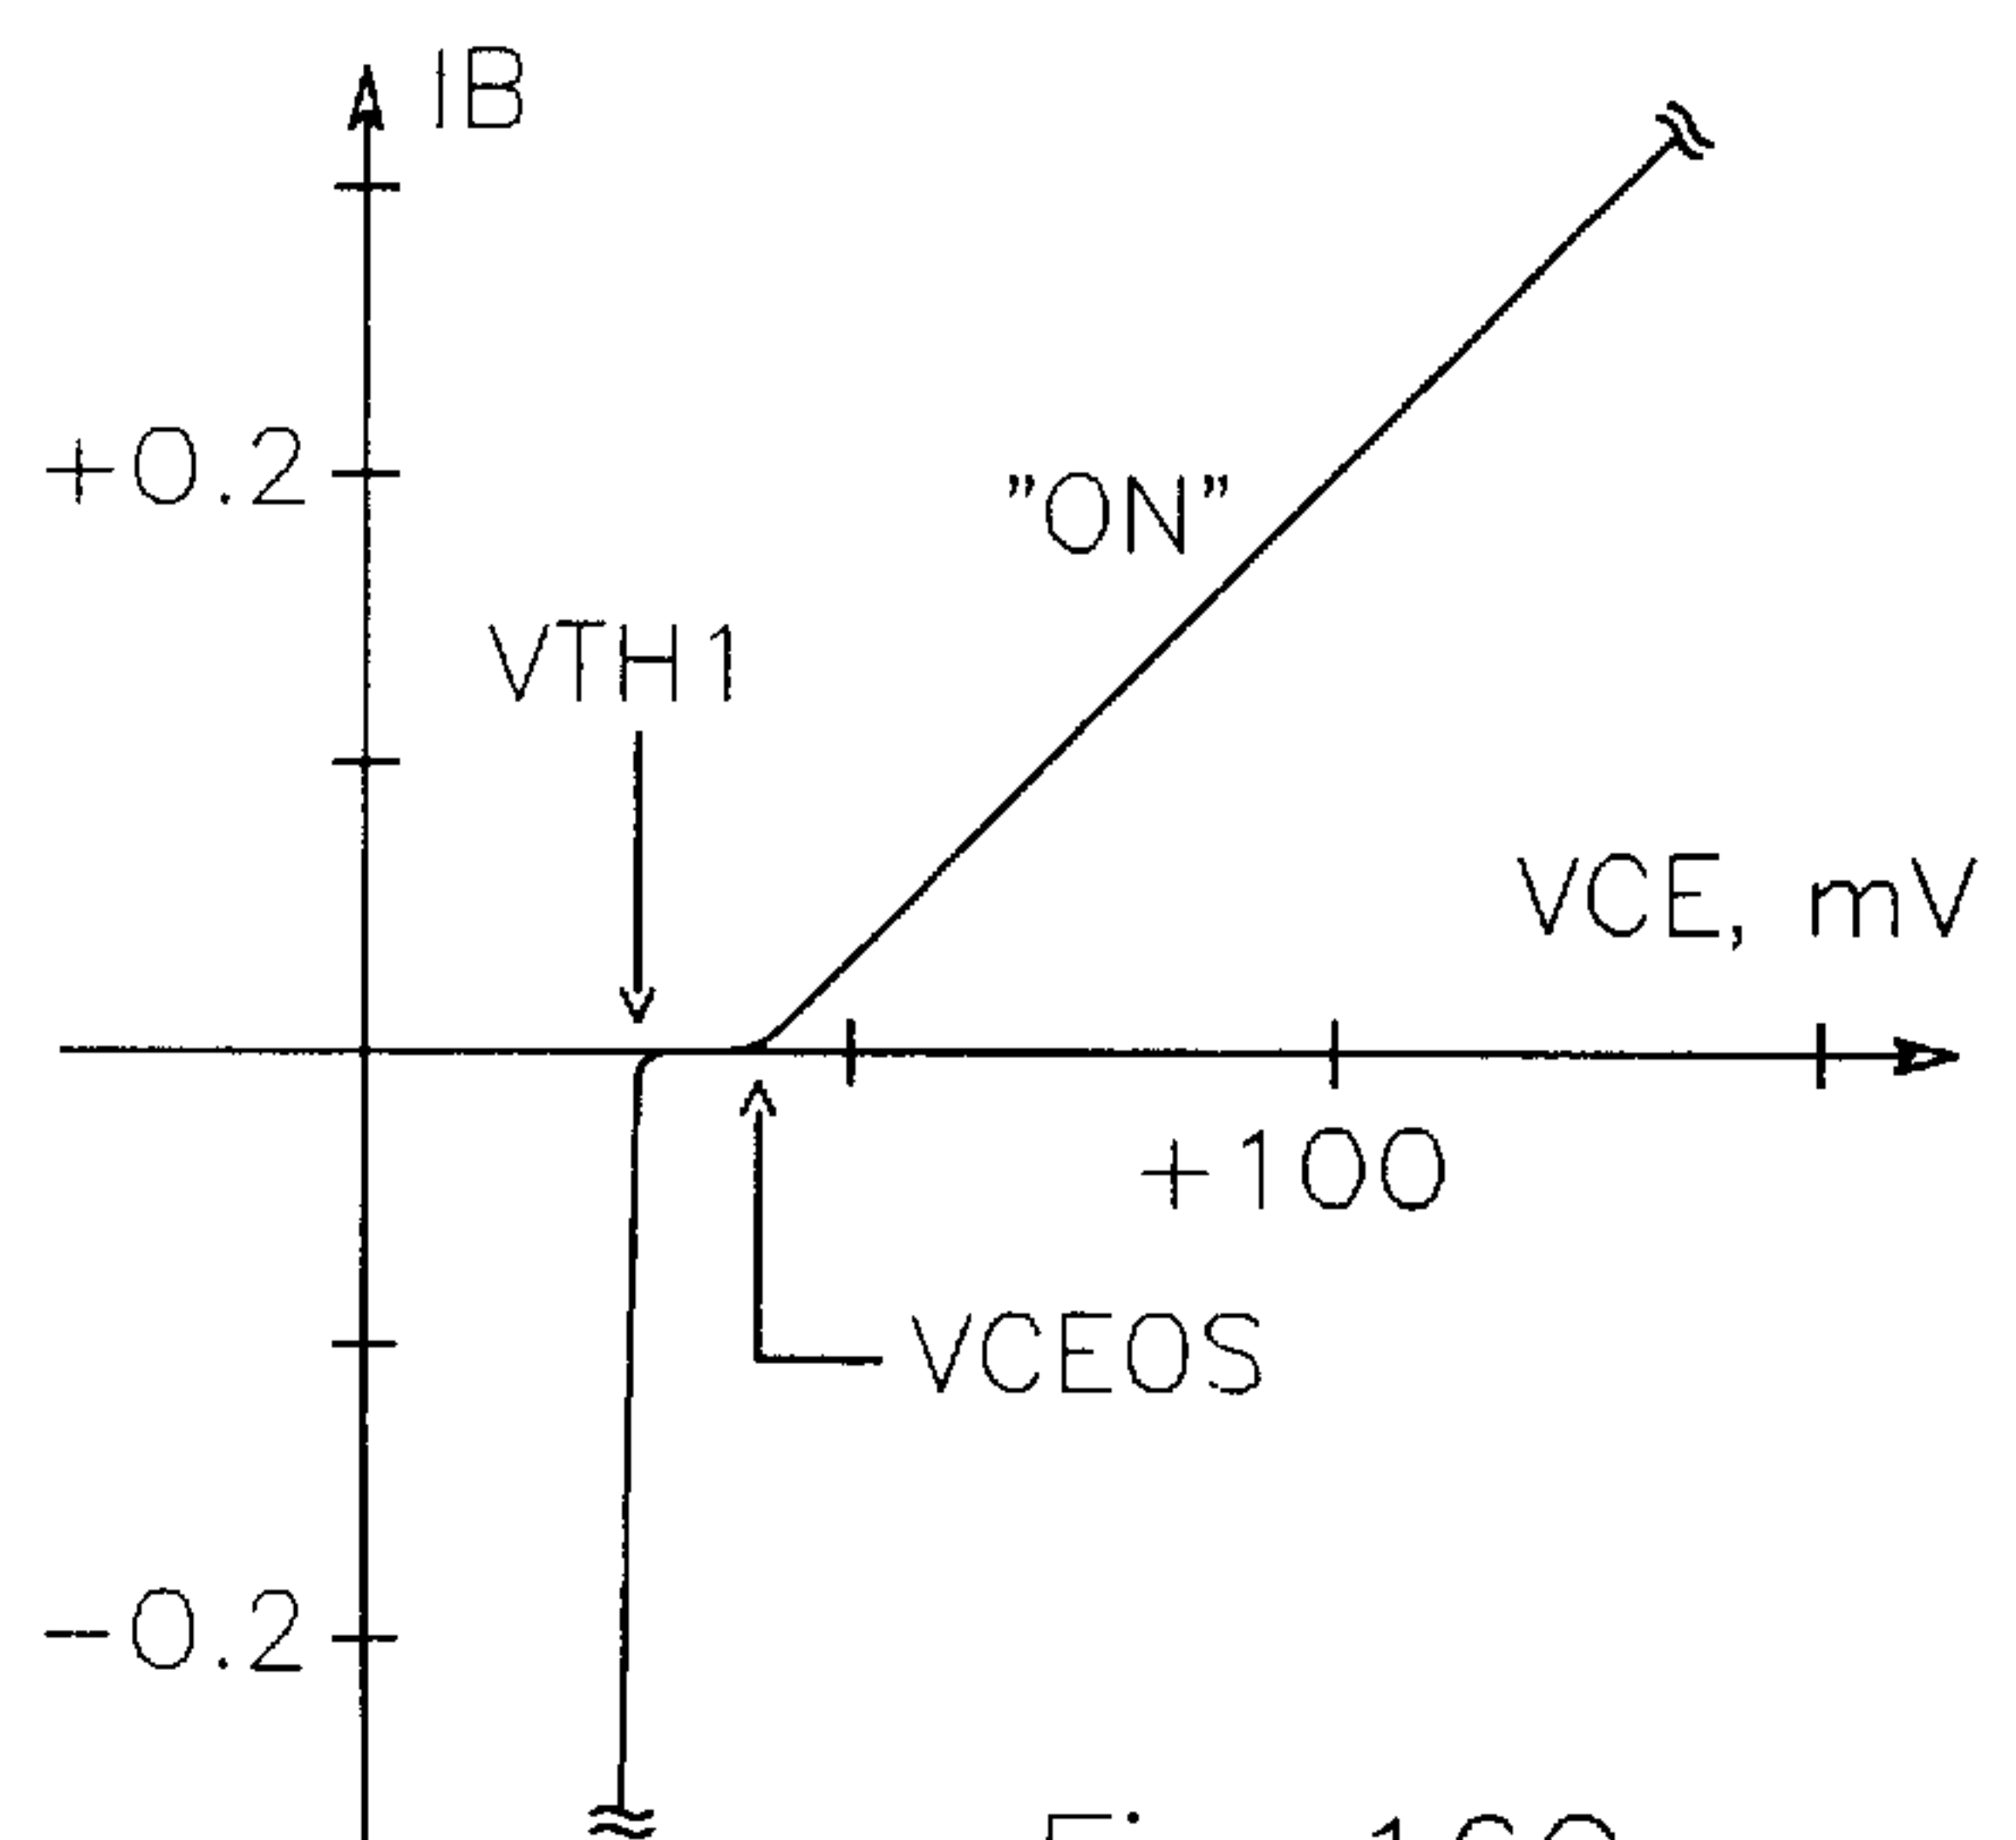 IB
+0.2
"ON"
VTH1
VCE, mV
+100
VCEOS
-0.2